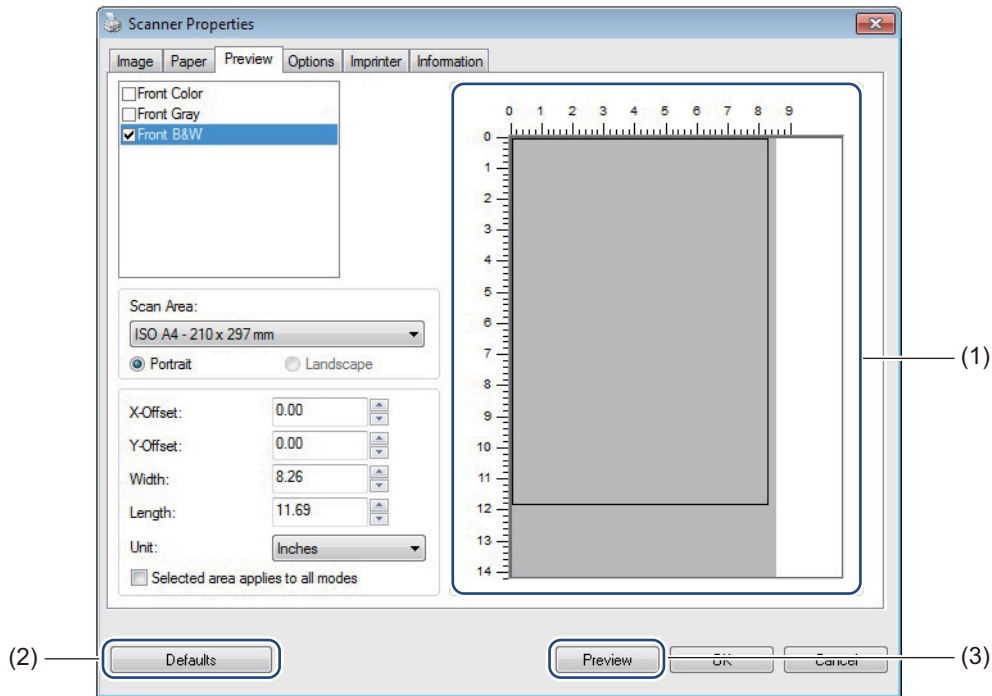 Scanner Properties
Image Paper Preview Options Imprinter Information
Front Color
Front Gray
Front B&W
Scan Area:
ISO A4 - 210 x 297 mm
Portrait Landscape
X-Offset: 0.00
Y-Offset: 0.00
Width: 8.26
Length: 11.69
Unit: Inches
Selected area applies to all modes
0 1 2 3 4 5 6 7 8 9
0
1
2
3
4
5
6
7
8
9
10
11
12
13
14
(1)
(2)
Defaults Preview OK Cancel
(3)